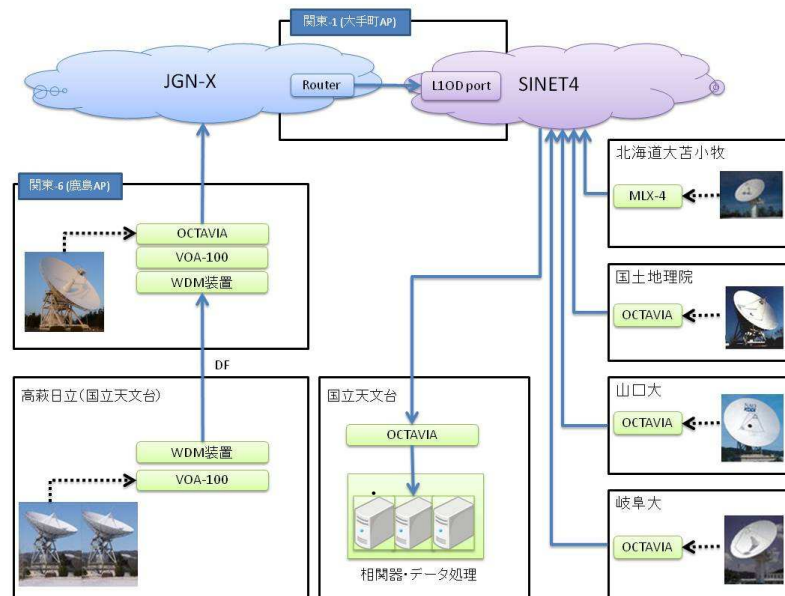 関東-1 (大手町AP)
JGN-X
Router
L1OD port
SINET4
関東-6 (鹿島AP)
OCTAVIA
VOA-100
WDM装置
DF
高萩日立(国立天文台)
WDM装置
VOA-100
国立天文台
OCTAVIA
相関器・データ処理
北海道大苫小牧
MLX-4
国土地理院
OCTAVIA
山口大
OCTAVIA
岐阜大
OCTAVIA